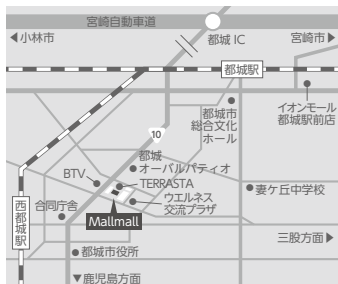 宮崎自動車道
◀小林市
都城 IC
宮崎市▶
都城駅
都城市
総合文化
ホール
イオンモール
都城駅前店
10
都城
オーバルパティオ
BTV
TERRASTA
ウエルネス
交流プラザ
妻ケ丘中学校
西都城駅
合同庁舎
Mallmall
三股方面▶
都城市役所
▼鹿児島方面